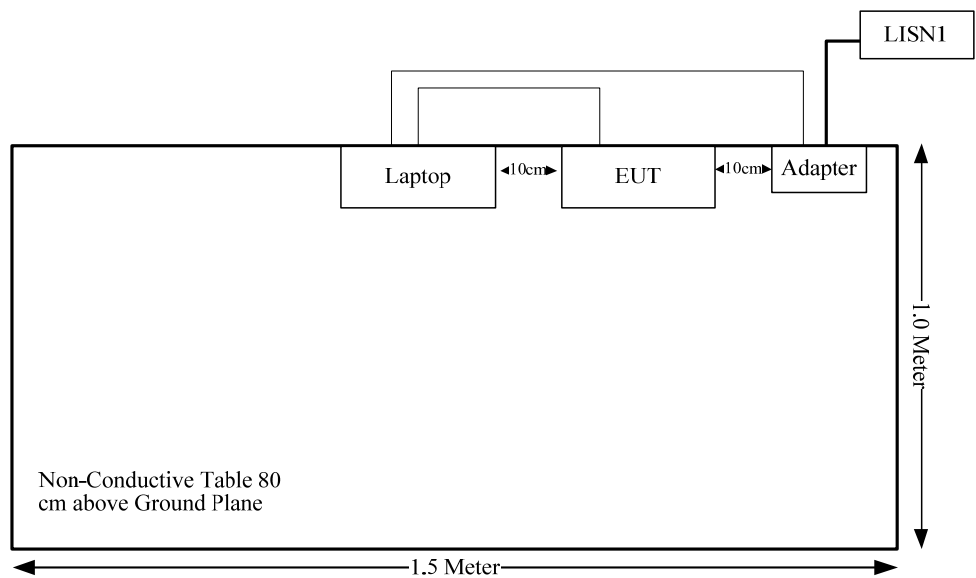 LISN1
Laptop
10cm
EUT
10cm
Adapter
1.0 Meter
Non-Conductive Table 80
cm above Ground Plane
1.5 Meter